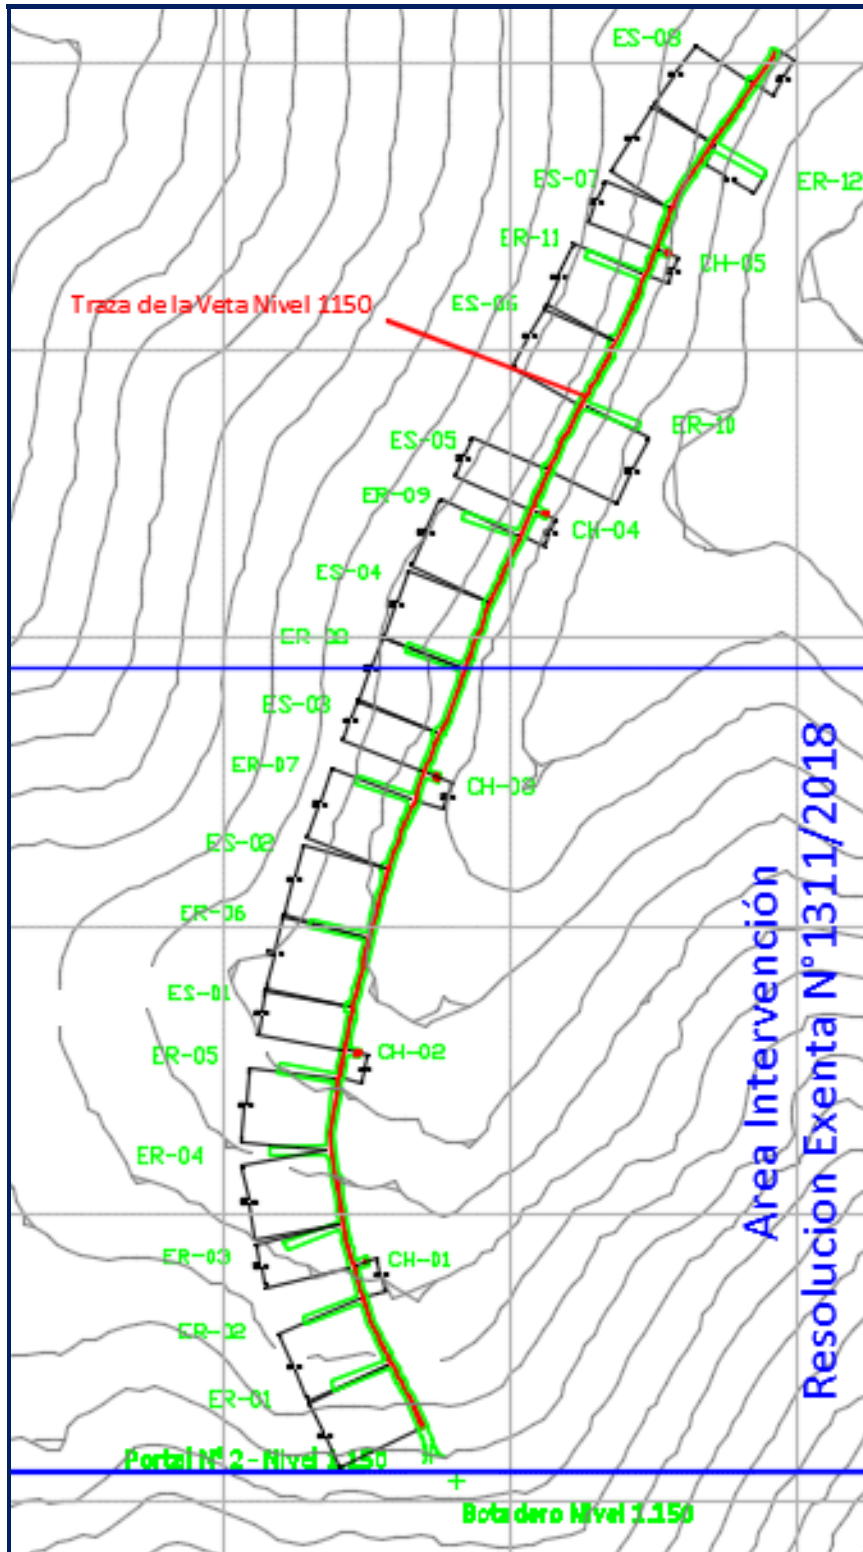 ES-08
ER-12
ES-07
ER-11
CH-05
Traza de la Veta Nivel 1150
ES-06
ER-10
ES-05
ER-09
CH-04
ES-04
ER-08
ES-03
ER-07
CH-03
ES-02
ER-06
ES-01
ER-05
CH-02
ER-04
ER-03
CH-01
ER-02
ER-01
Portal N° 2 - Nivel 1.150
Botadero Nivel 1.150
Area Intervención
Resolucion Exenta N°1311/2018